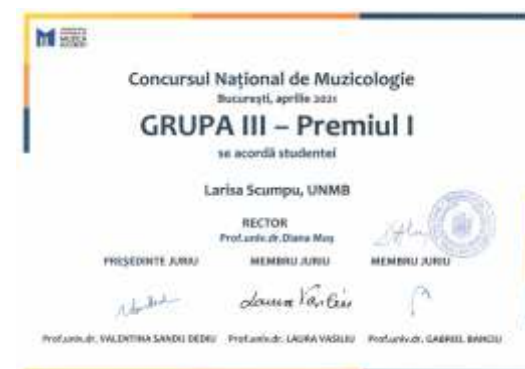 Concursul Național de Muzicologie
București, aprilie 2021
GRUPA III – Premiul I
se acordă studentei
Larisa Scumpu, UNMB
RECTOR
Prof.univ.dr.Diana Moș
PREȘEDINTE JURIU MEMBRU JURIU MEMBRU JURIU
Laura Vasiliu
Prof.univ.dr. VALENTINA SANDU DEDIU Prof.univ.dr. LAURA VASILIU Prof.univ.dr. GABRIEL BANCIU